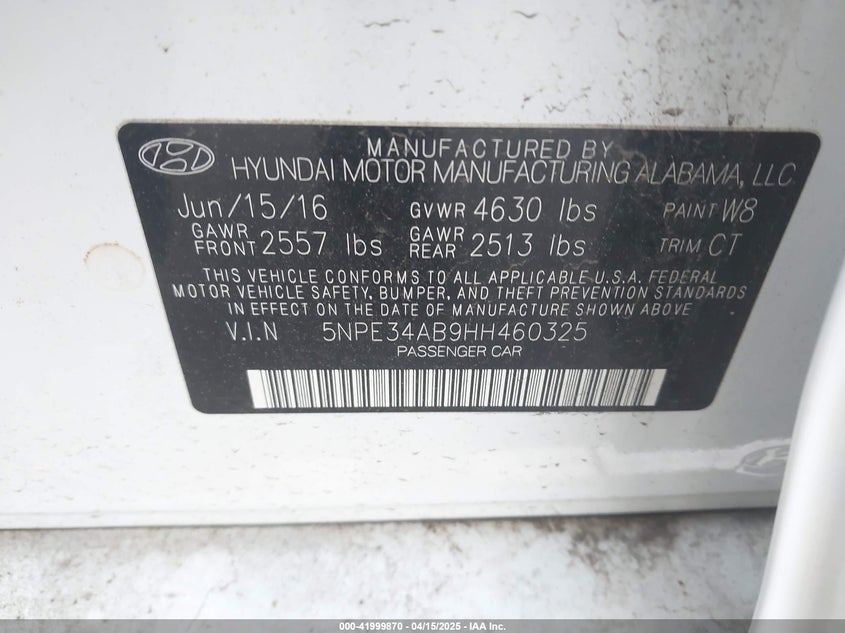 MANUFACTURED BY
HYUNDAI MOTOR MANUFACTURING ALABAMA, LLC
Jun/15/16 GVWR 4630 lbs PAINT W8
GAWR FRONT 2557 lbs GAWR REAR 2513 lbs TRIM CT
THIS VEHICLE CONFORMS TO ALL APPLICABLE U.S.A. FEDERAL
MOTOR VEHICLE SAFETY, BUMPER, AND THEFT PREVENTION STANDARDS
IN EFFECT ON THE DATE OF MANUFACTURE SHOWN ABOVE
V.I.N 5NPE34AB9HH460325
PASSENGER CAR
000-41999870 - 04/15/2025 - IAA Inc.